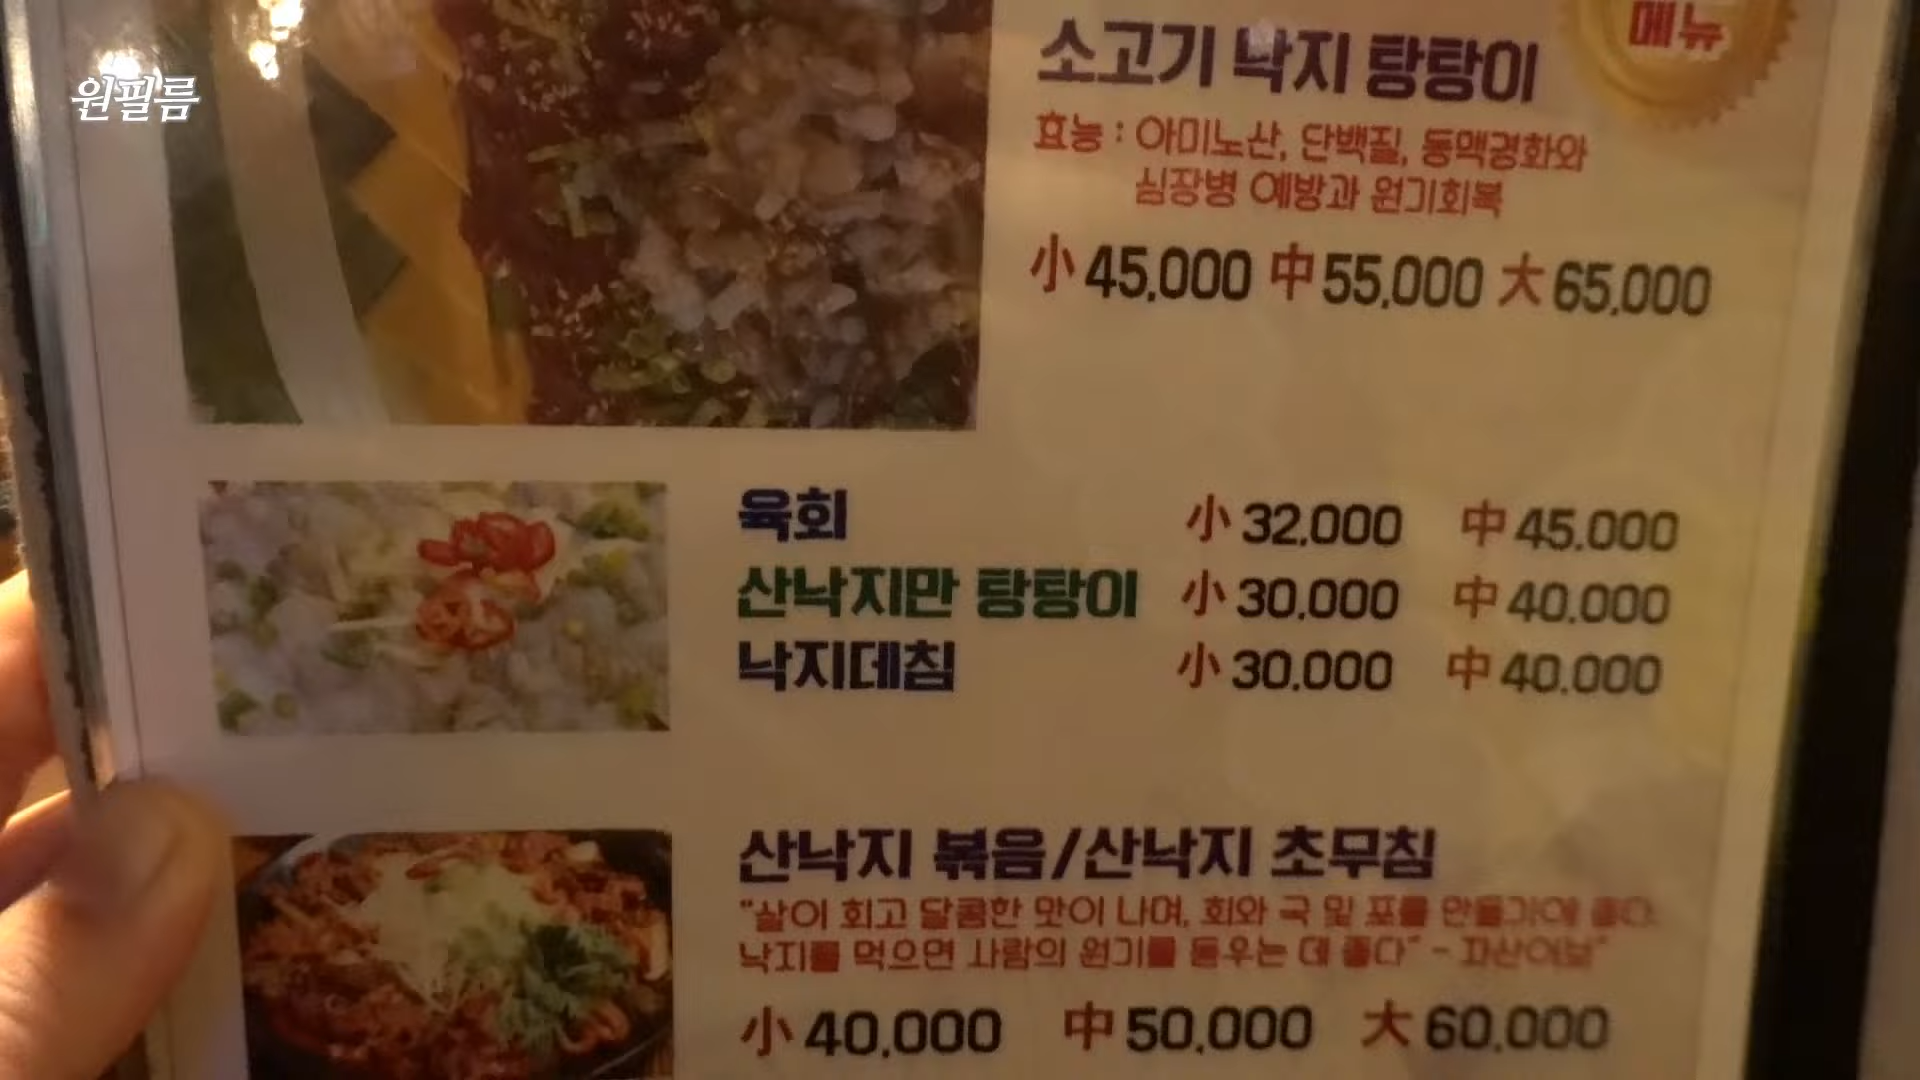 원필름
메뉴
소고기 낙지 탕탕이
효능 : 아미노산, 단백질, 동맥경화와
심장병 예방과 원기회복
小 45,000 中 55,000 大 65,000
육회 小 32,000 中 45,000
산낙지만 탕탕이 小 30,000 中 40,000
낙지데침 小 30,000 中 40,000
산낙지 볶음/산낙지 초무침
"살이 희고 달콤한 맛이 나며, 회와 국 및 포를 만들기에 좋다.
낙지를 먹으면 사람의 원기를 돋우는 데 좋다" - 자산어보"
小 40,000 中 50,000 大 60,000